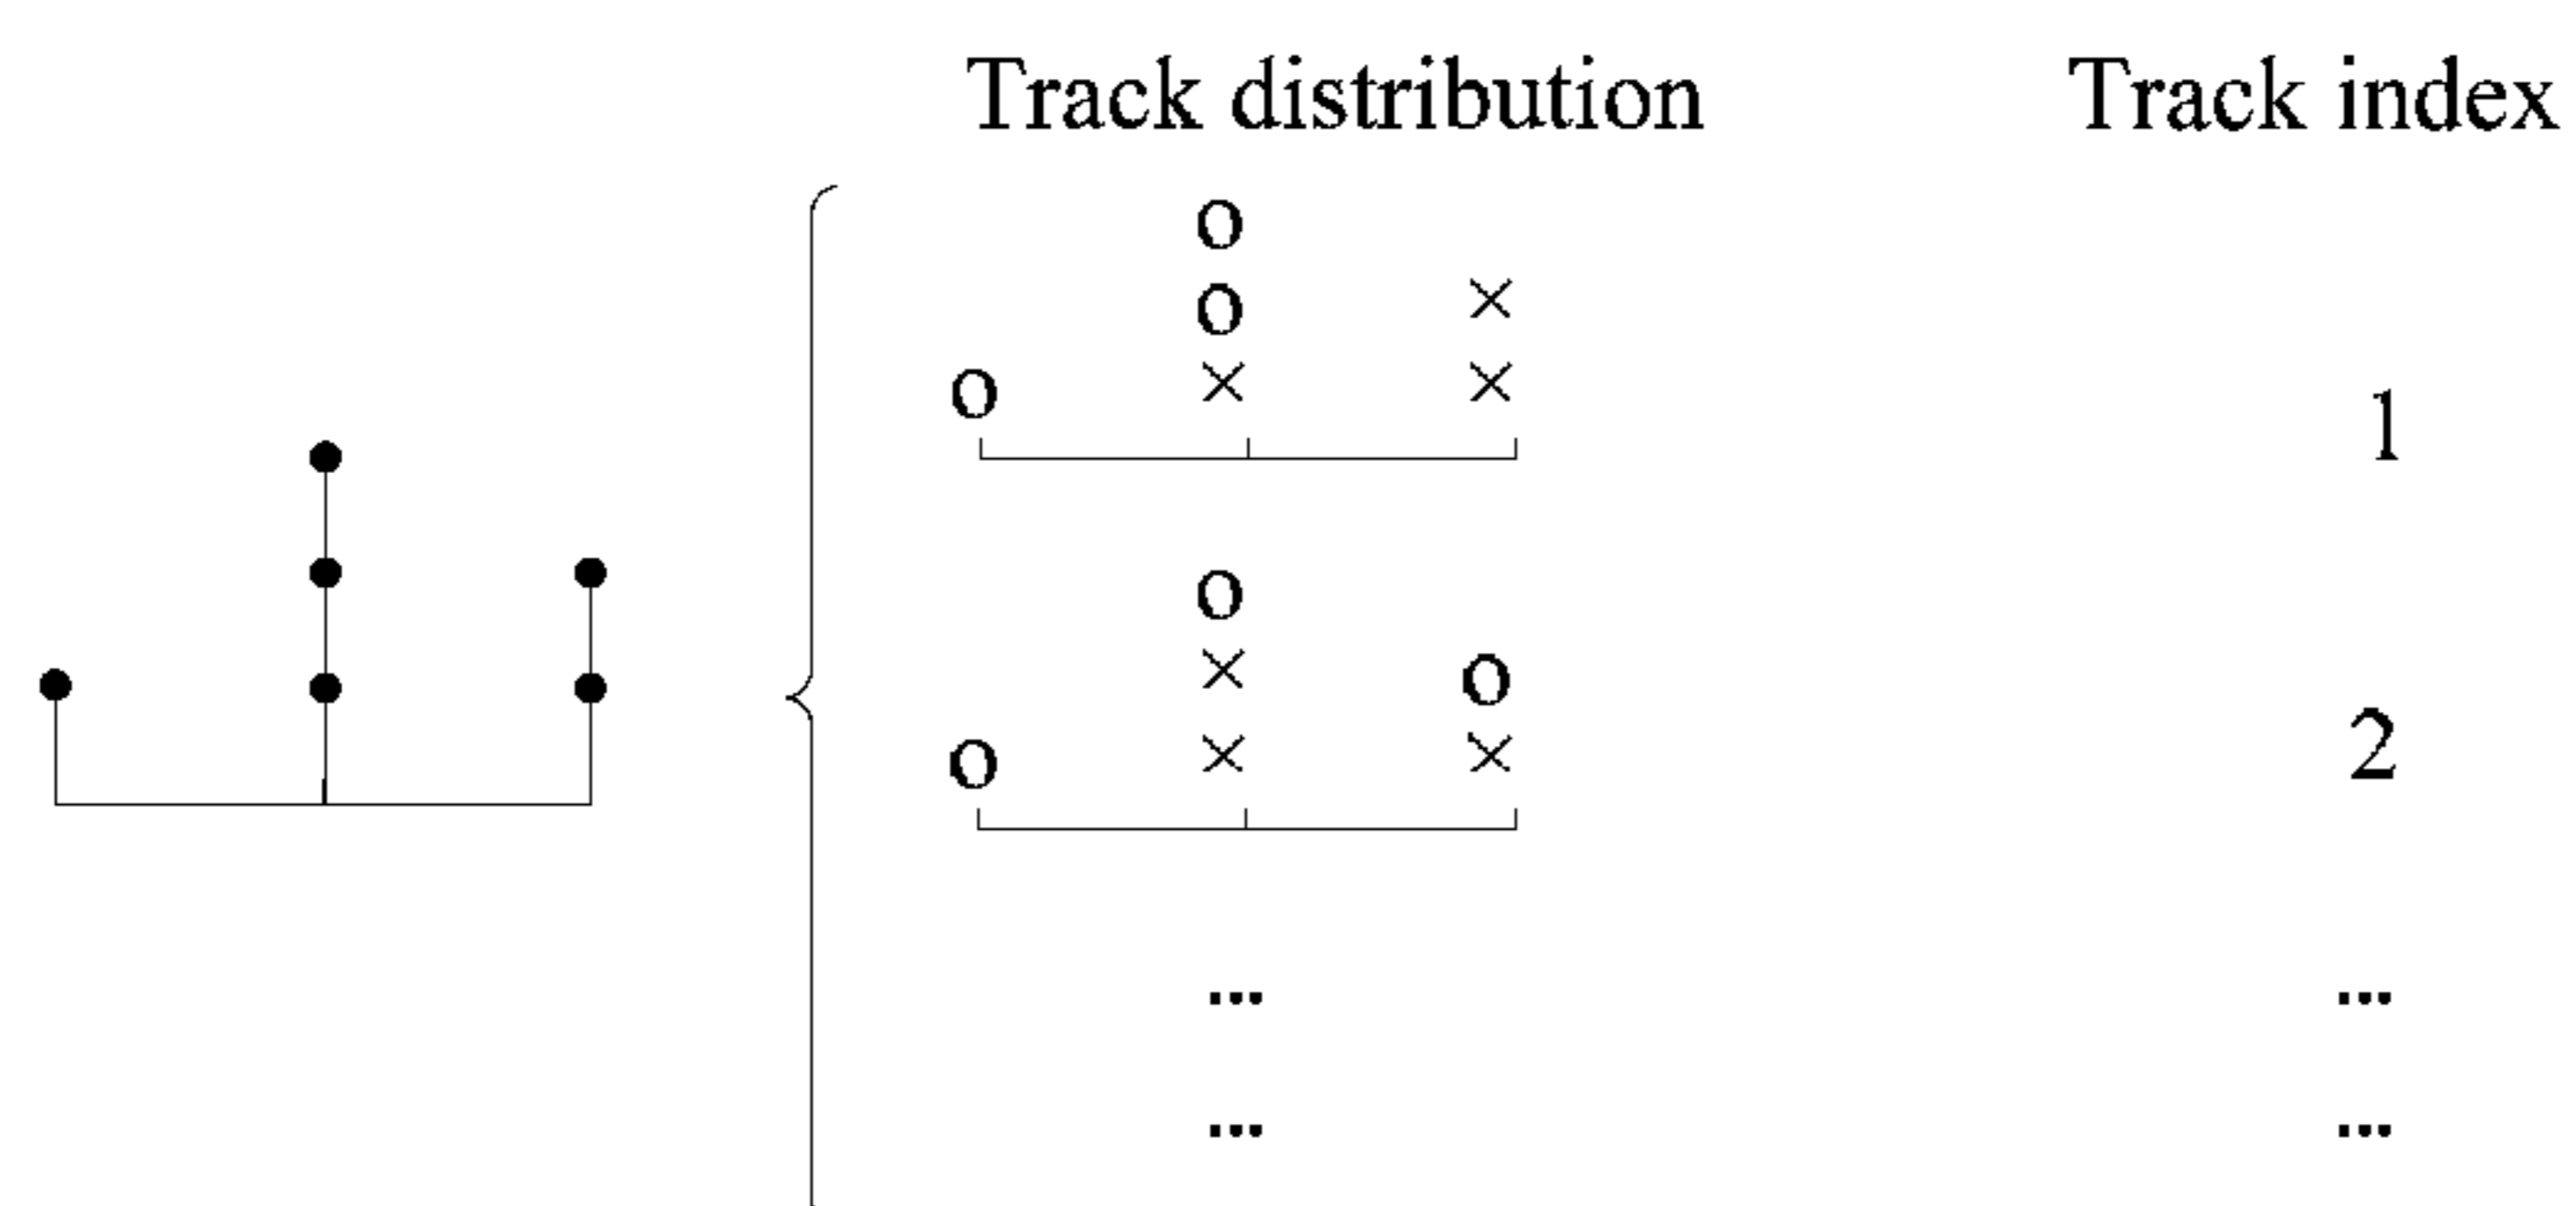 Track distribution Track index
o
o ×
o × × 1
o
× o
o × × 2
... ...
... ...